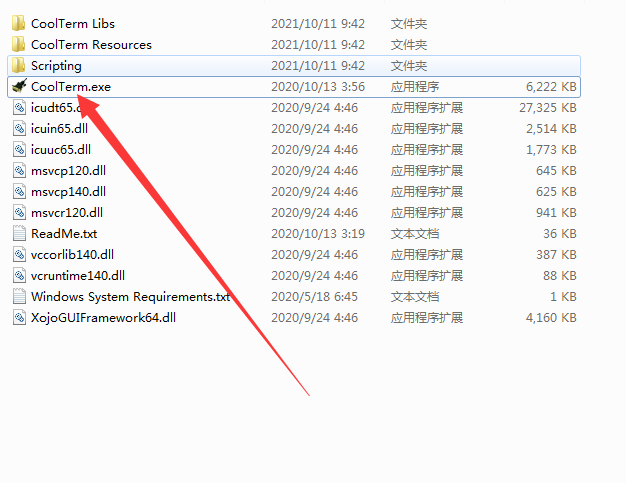 CoolTerm Libs 2021/10/11 9:42 文件夹
CoolTerm Resources 2021/10/11 9:42 文件夹
Scripting 2021/10/11 9:42 文件夹
CoolTerm.exe 2020/10/13 3:56 应用程序 6,222 KB
icudt65.d 2020/9/24 4:46 应用程序扩展 27,325 KB
icuin65.dll 2020/9/24 4:46 应用程序扩展 2,514 KB
icuuc65.dll 2020/9/24 4:46 应用程序扩展 1,773 KB
msvcp120.dll 2020/9/24 4:46 应用程序扩展 645 KB
msvcp140.dll 2020/9/24 4:46 应用程序扩展 625 KB
msvcr120.dll 2020/9/24 4:46 应用程序扩展 941 KB
ReadMe.txt 2020/10/13 3:19 文本文档 36 KB
vccorlib140.dll 2020/9/24 4:46 应用程序扩展 387 KB
vcruntime140.dll 2020/9/24 4:46 应用程序扩展 88 KB
Windows System Requirements.txt 2020/5/18 6:45 文本文档 1 KB
XojoGUIFramework64.dll 2020/9/24 4:46 应用程序扩展 4,160 KB